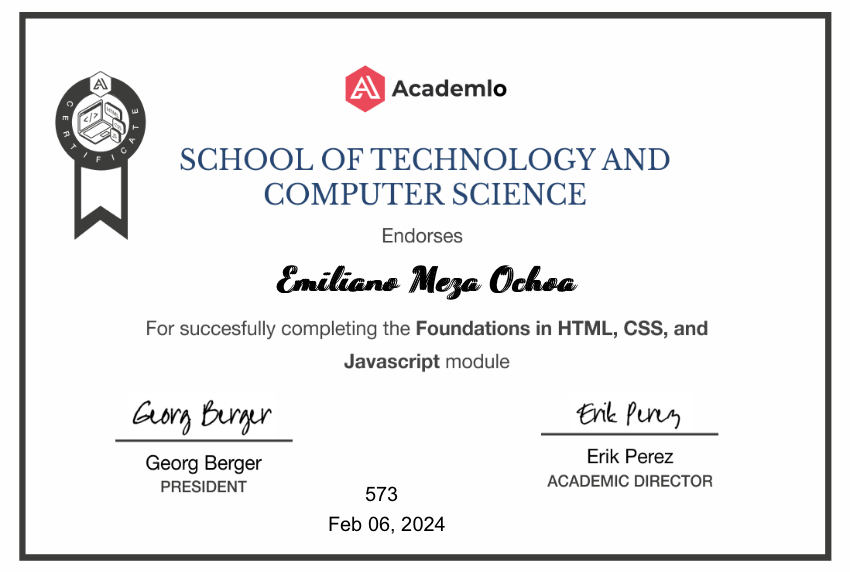 Academlo
CERTIFICATE
</>
SCHOOL OF TECHNOLOGY AND
COMPUTER SCIENCE
Endorses
Emiliano Meza Ochoa
For succesfully completing the Foundations in HTML, CSS, and
Javascript module
Georg Berger
Erik Perez
Georg Berger
Erik Perez
PRESIDENT
ACADEMIC DIRECTOR
573
Feb 06, 2024